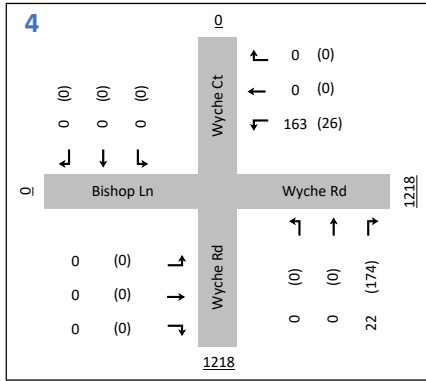 4
0
0 (0)
0 (0)
163 (26)
(0) (0) (0)
0 0 0
Wyche Ct
0
Bishop Ln
Wyche Rd
1218
0 (0)
0 (0)
0 (0)
Wyche Rd
(0) (0) (174)
0 0 22
1218